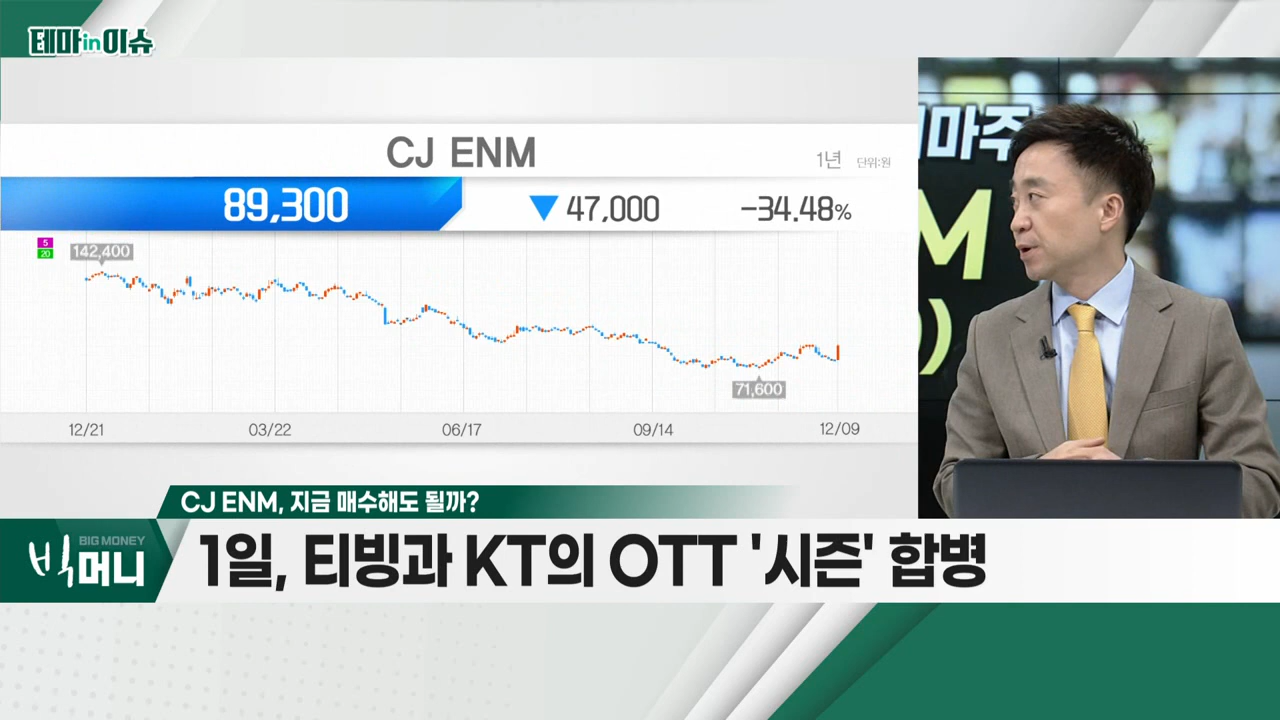 테마in이슈
CJ ENM
1년 단위:원
89,300 ▼ 47,000 -34.48%
5
20
142,400
71,600
12/21 03/22 06/17 09/14 12/09
마주
M
)
CJ ENM, 지금 매수해도 될까?
BIG MONEY
빅머니
1일, 티빙과 KT의 OTT '시즌' 합병